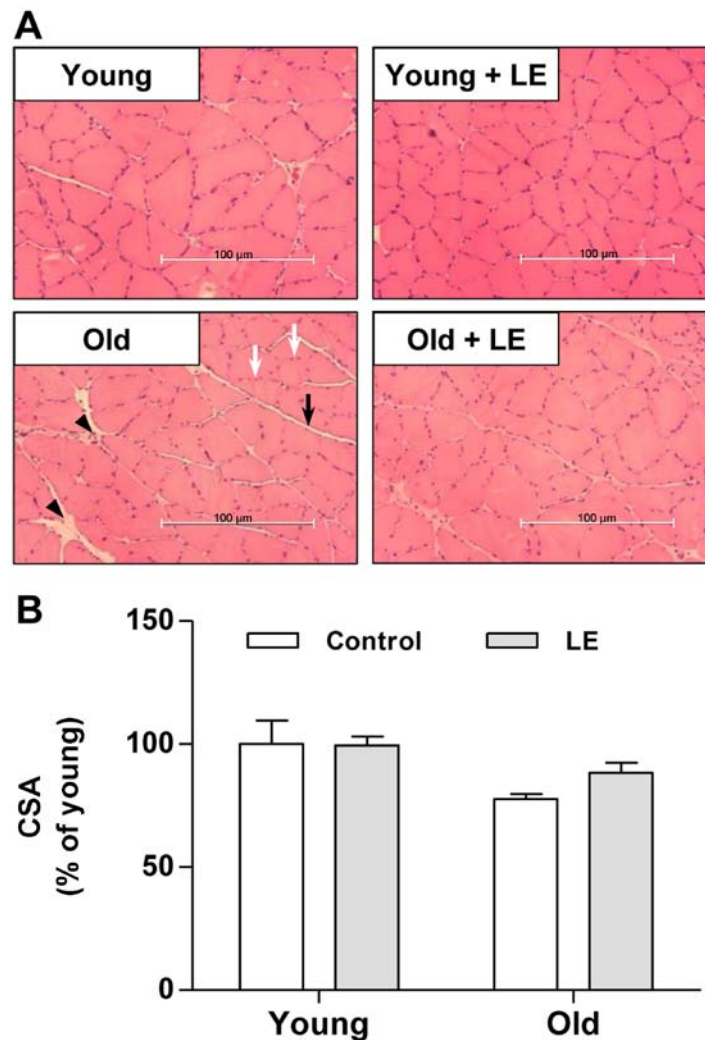 A
Young
Young + LE
100 µm
100 µm
Old
Old + LE
100 µm
100 µm
B
150
Control
LE
100
CSA
(% of young)
50
0
Young
Old